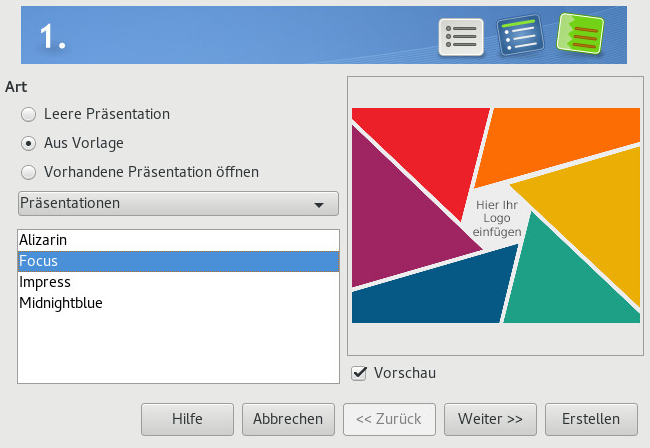 1.
Art
Leere Präsentation
Aus Vorlage
Vorhandene Präsentation öffnen
Präsentationen
Alizarin
Focus
Impress
Midnightblue
Hier Ihr
Logo
einfügen
Vorschau
Hilfe
Abbrechen
<< Zurück
Weiter >>
Erstellen